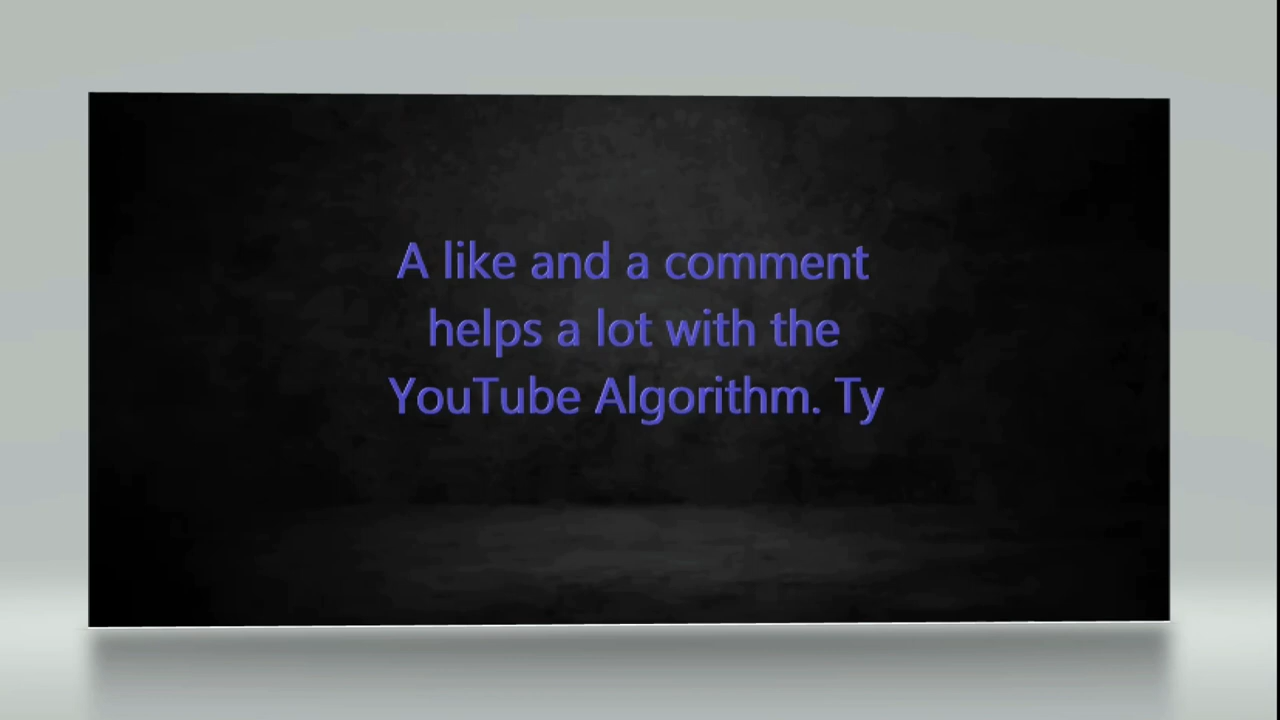 A like and a comment
helps a lot with the
YouTube Algorithm. Ty